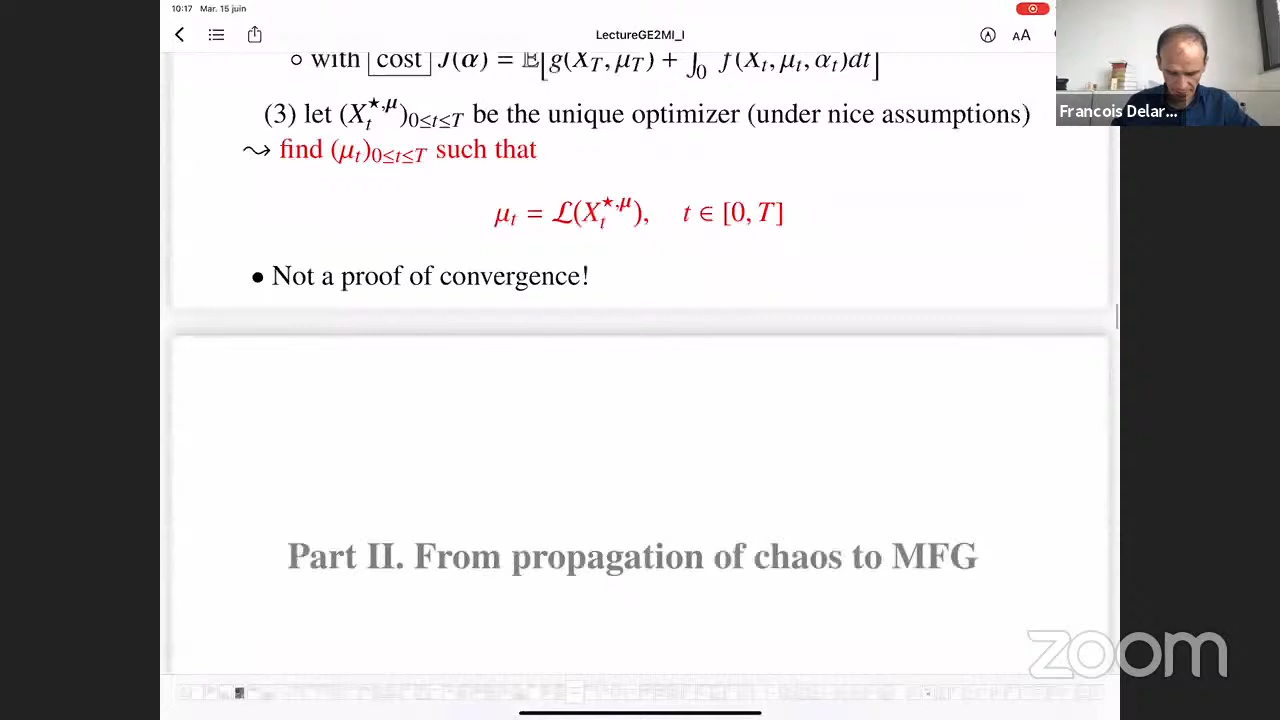 10:17 Mar. 15 juin
LectureGE2MI_I
AA
○ with cost J(α) = 𝔼[g(X_T, μ_T) + ∫_0 f(X_t, μ_t, α_t)dt]
(3) let (X_t^{★,μ})_{0≤t≤T} be the unique optimizer (under nice assumptions)
⇝ find (μ_t)_{0≤t≤T} such that
μ_t = ℒ(X_t^{★,μ}), t ∈ [0, T]
• Not a proof of convergence!
Part II. From propagation of chaos to MFG
Francois Delar...
zoom